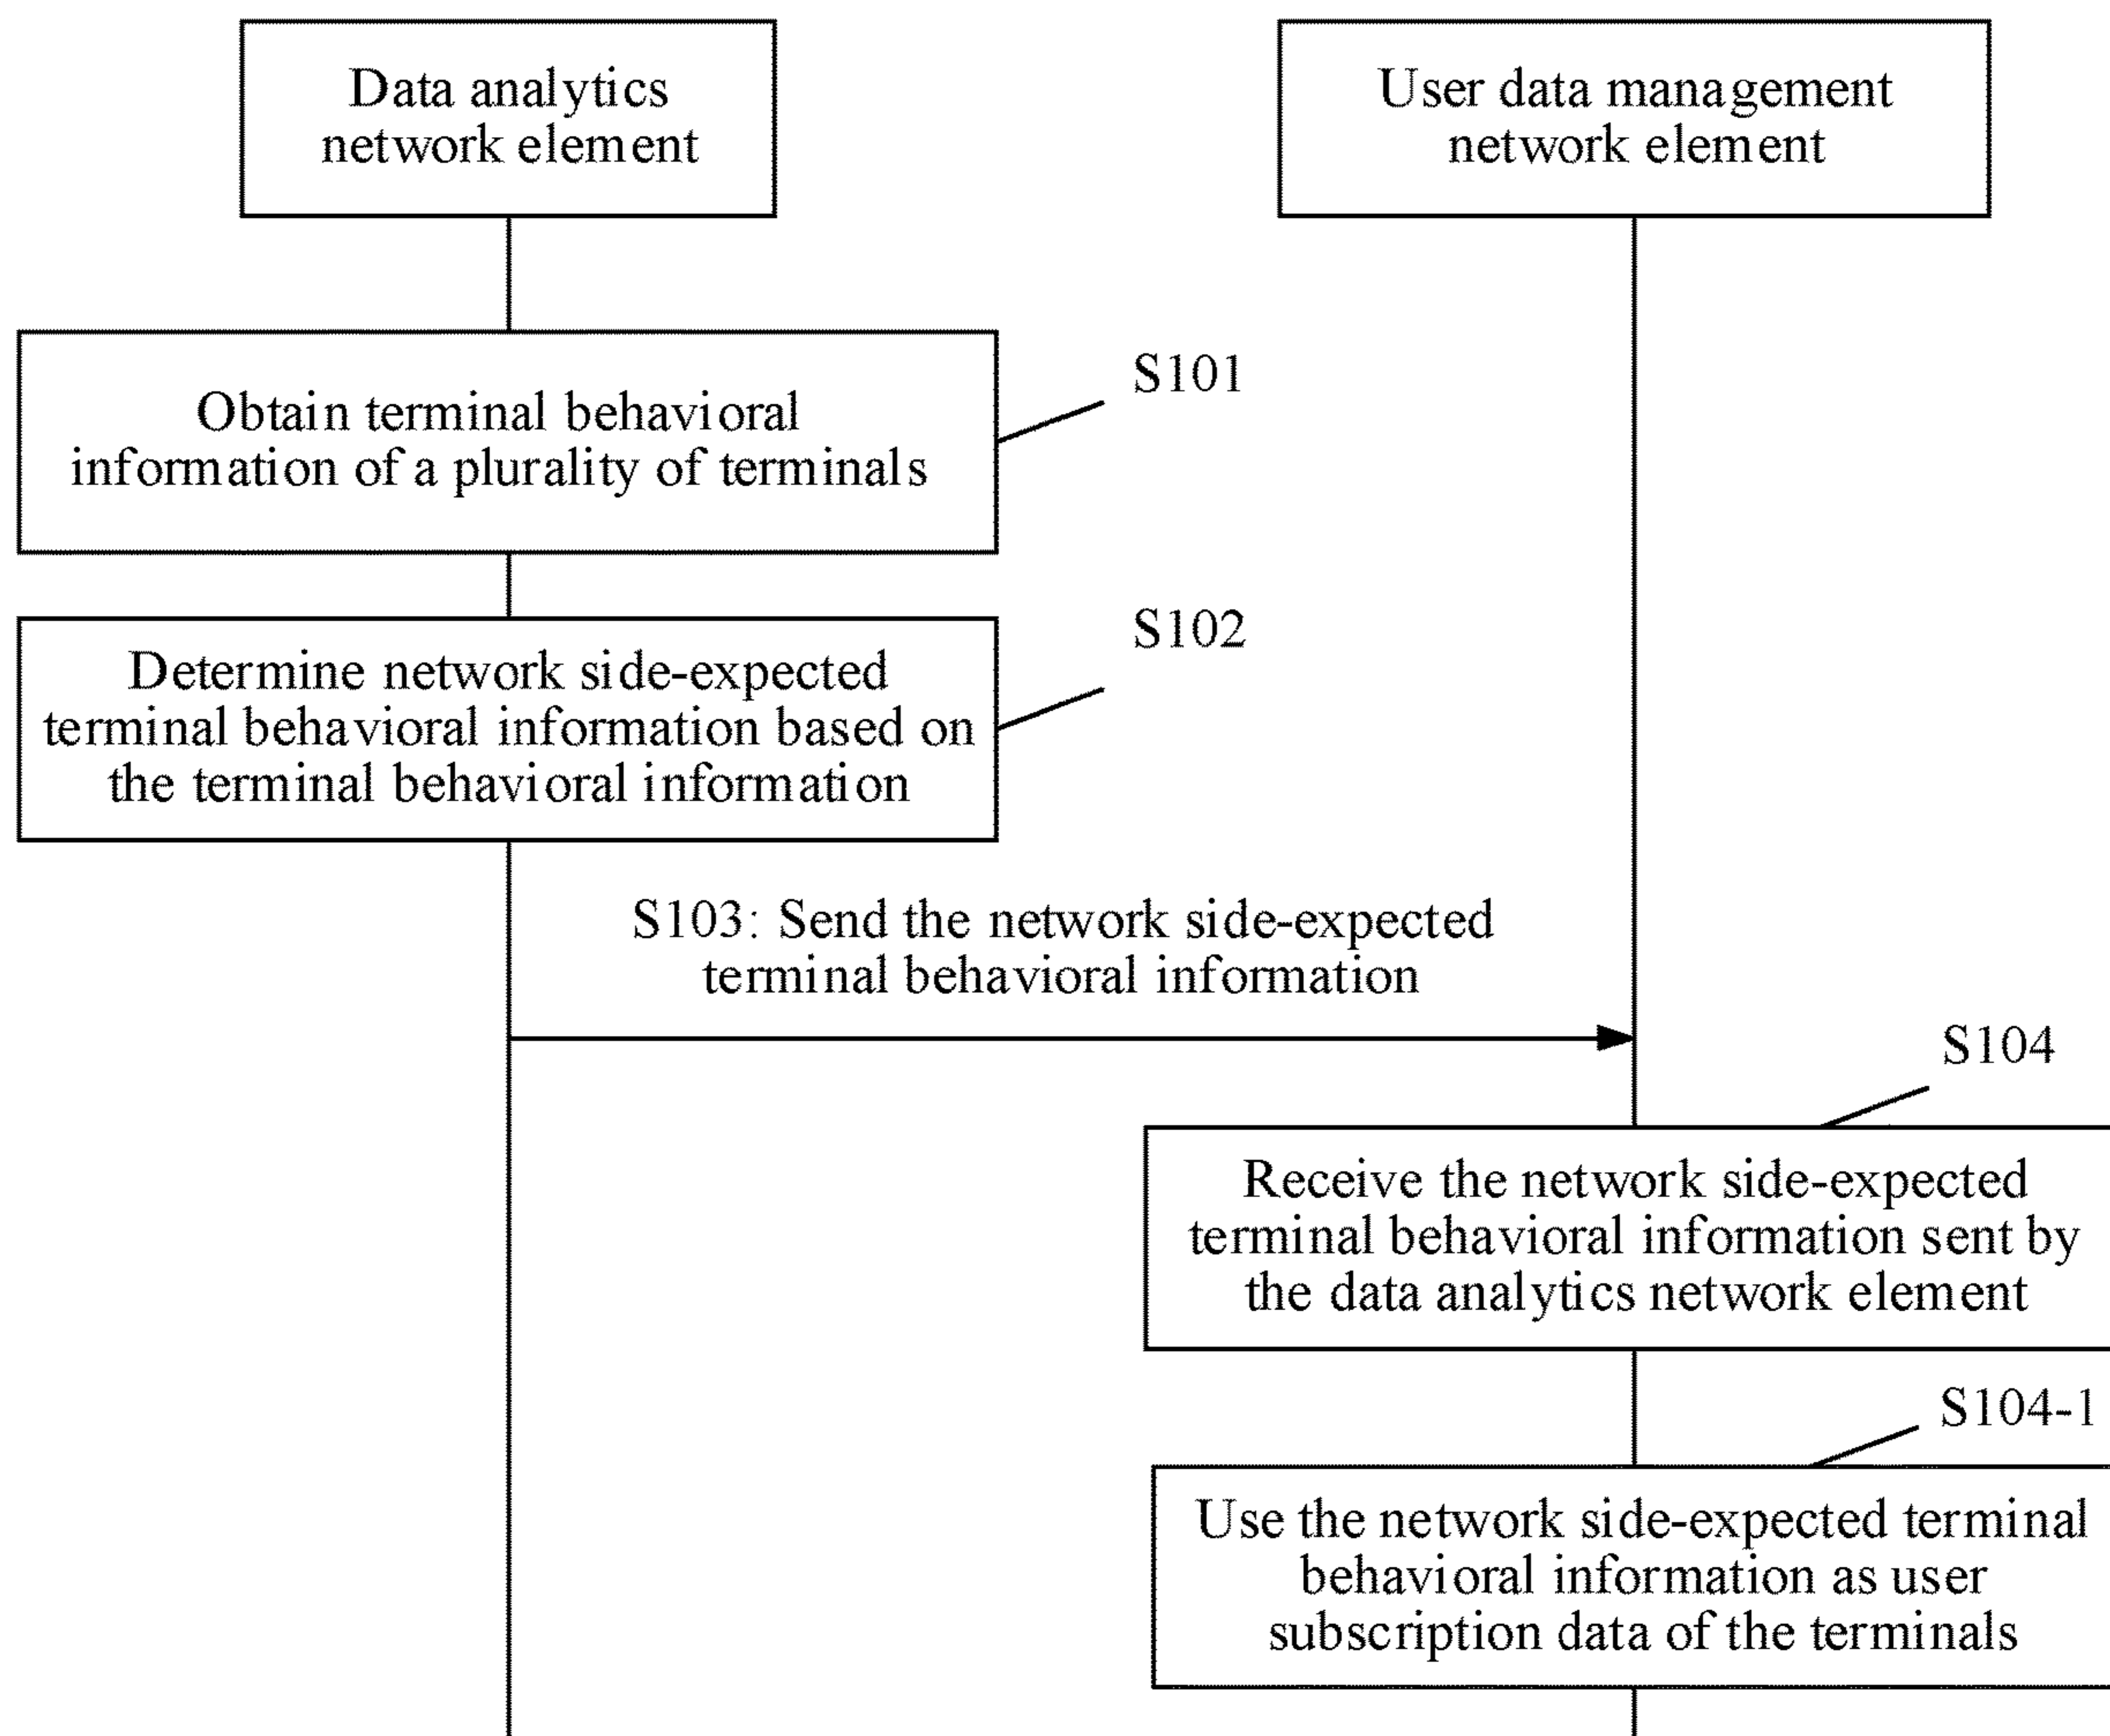 Data analytics
network element
User data management
network element
S101
Obtain terminal behavioral
information of a plurality of terminals
S102
Determine network side-expected
terminal behavioral information based on
the terminal behavioral information
S103: Send the network side-expected
terminal behavioral information
S104
Receive the network side-expected
terminal behavioral information sent by
the data analytics network element
S104-1
Use the network side-expected terminal
behavioral information as user
subscription data of the terminals